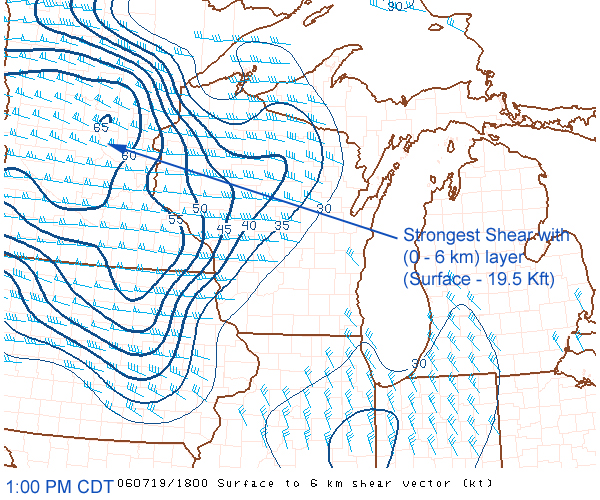 30
65
60
30
55
50
45
40
35
Strongest Shear with
(0 - 6 km) layer
(Surface - 19.5 Kft)
30
1:00 PM CDT 060719/1800 Surface to 6 km shear vector (kt)